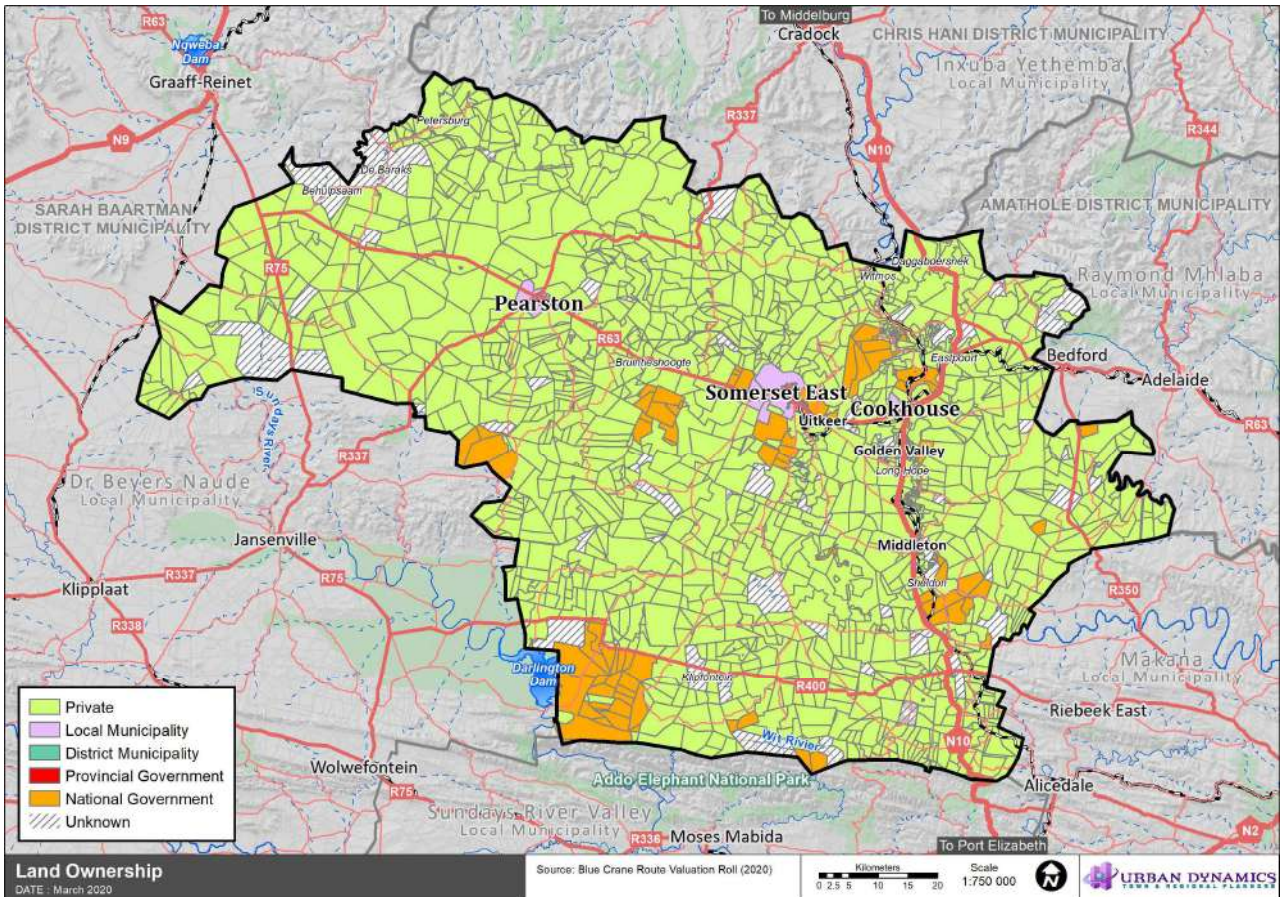 To Middelburg
Cradock
CHRIS HANI DISTRICT MUNICIPALITY
Inxuba Yethemba
Local Municipality
R63
Nqweba
Dam
Graaff-Reinet
N9
R337
N10
R344
Petersburg
De Baraks
Behulpsaam
SARAH BAARTMAN
DISTRICT MUNICIPALITY
AMATHOLE DISTRICT MUNICIPALITY
R75
Daggaboersnek
Witmos
Raymond Mhlaba
Local Municipality
Pearston
R63
Bruintjieshoogte
Eastpoort
Bedford
Adelaide
R63
Somerset East
Cookhouse
Uitkeer
Sundays
River
R337
Golden Valley
Long Hope
Dr Beyers Naude
Local Municipality
Jansenville
Middleton
Klipplaat
R337
R75
Sheldon
R350
R338
Makana
Local Municipality
Darlington
Dam
Klipfontein
R400
Riebeek East
Wit Rivier
N10
Wolwefontein
R75
Addo Elephant National Park
Alicedale
Sundays River Valley
Local Municipality
R336
Moses Mabida
N2
To Port Elizabeth
Private
Local Municipality
District Municipality
Provincial Government
National Government
Unknown
Land Ownership
DATE : March 2020
Source: Blue Crane Route Valuation Roll (2020)
Kilometers
0 2.5 5 10 15 20
Scale
1:750 000
N
URBAN DYNAMICS
TOWN & REGIONAL PLANNERS